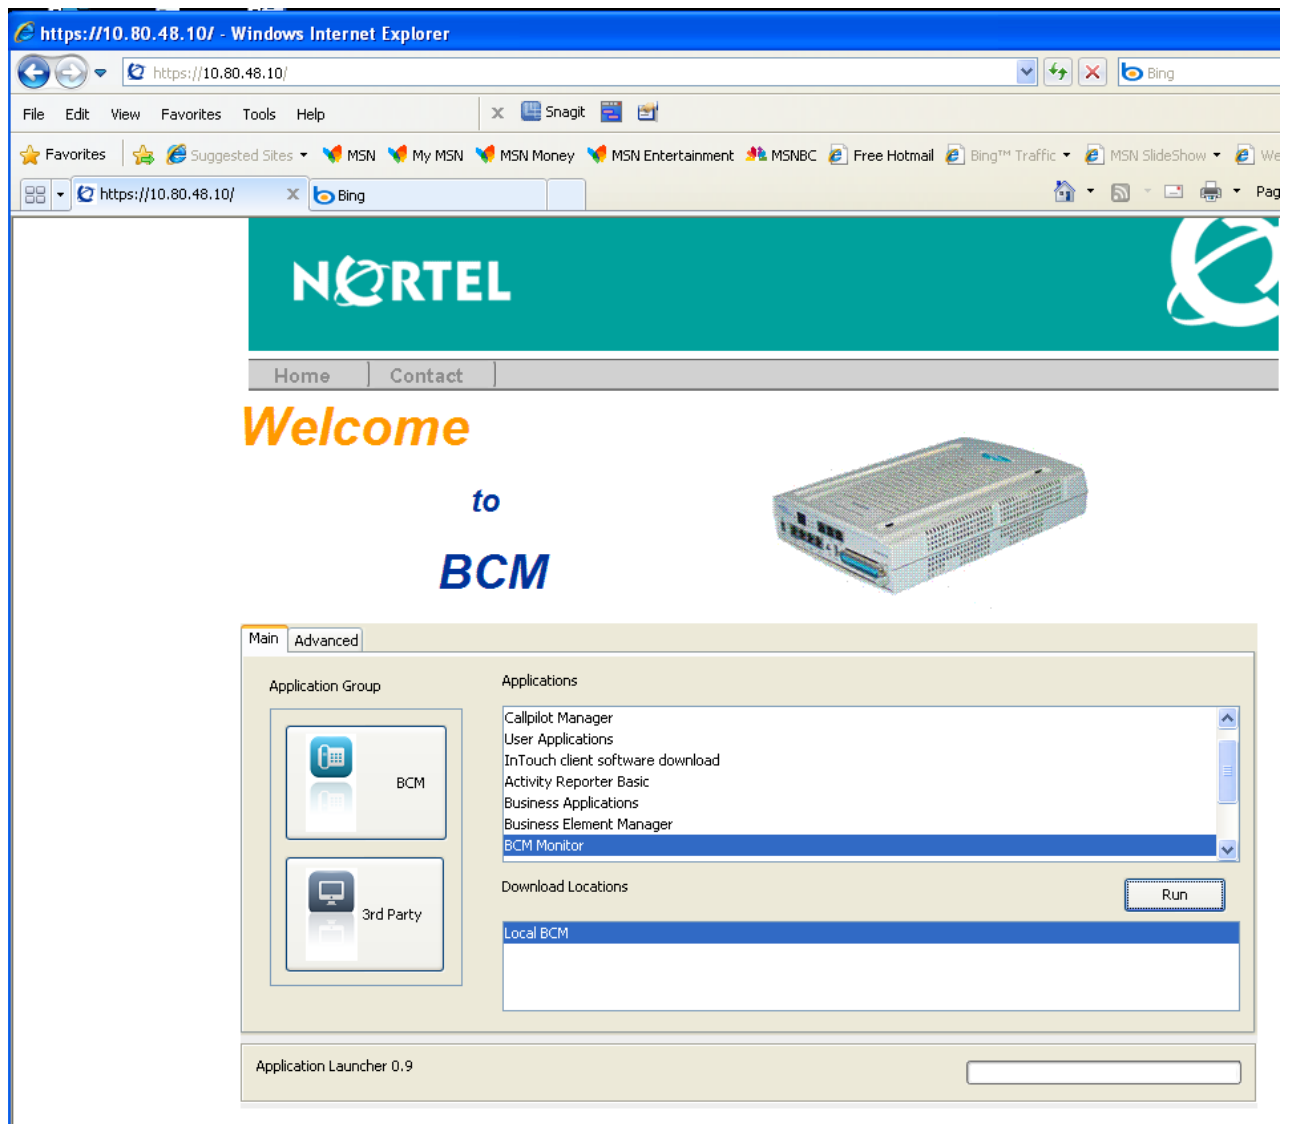 https://10.80.48.10/ - Windows Internet Explorer
https://10.80.48.10/
Bing
File Edit View Favorites Tools Help
x Snagit
Favorites Suggested Sites MSN My MSN MSN Money MSN Entertainment MSNBC Free Hotmail Bing™ Traffic MSN SlideShow We
https://10.80.48.10/ X Bing Pag
NORTEL
Home Contact
Welcome
to
BCM
Main Advanced
Application Group
BCM
3rd Party
Applications
Callpilot Manager
User Applications
InTouch client software download
Activity Reporter Basic
Business Applications
Business Element Manager
BCM Monitor
Download Locations
Run
Local BCM
Application Launcher 0.9